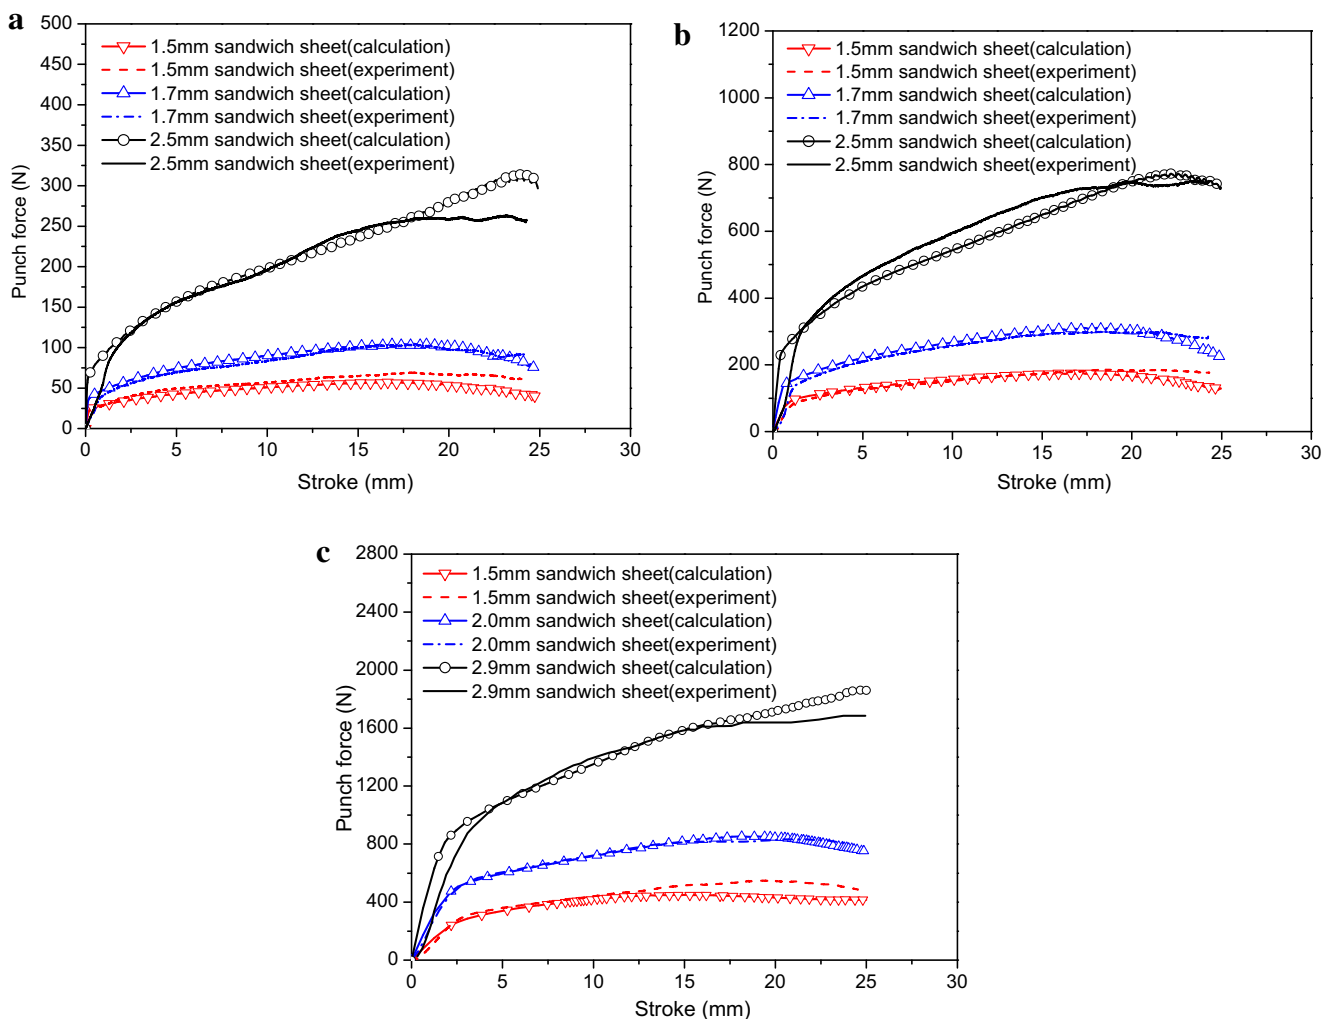 a
500
450
400
350
300
250
200
150
100
50
0
Punch force (N)
1.5mm sandwich sheet(calculation)
1.5mm sandwich sheet(experiment)
1.7mm sandwich sheet(calculation)
1.7mm sandwich sheet(experiment)
2.5mm sandwich sheet(calculation)
2.5mm sandwich sheet(experiment)
0 5 10 15 20 25 30
Stroke (mm)
b
1200
1000
800
600
400
200
0
Punch force (N)
1.5mm sandwich sheet(calculation)
1.5mm sandwich sheet(experiment)
1.7mm sandwich sheet(calculation)
1.7mm sandwich sheet(experiment)
2.5mm sandwich sheet(calculation)
2.5mm sandwich sheet(experiment)
0 5 10 15 20 25 30
Stroke (mm)
c
2800
2400
2000
1600
1200
800
400
0
Punch force (N)
1.5mm sandwich sheet(calculation)
1.5mm sandwich sheet(experiment)
2.0mm sandwich sheet(calculation)
2.0mm sandwich sheet(experiment)
2.9mm sandwich sheet(calculation)
2.9mm sandwich sheet(experiment)
0 5 10 15 20 25 30
Stroke (mm)